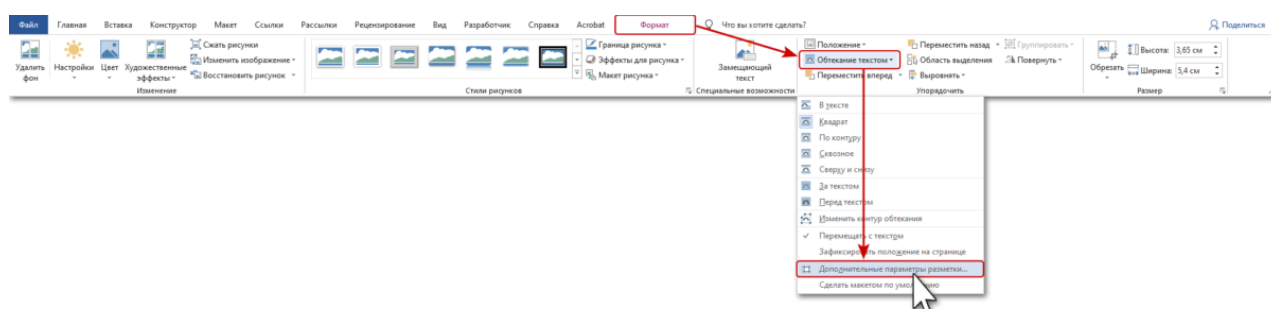 Файл Главная Вставка Конструктор Макет Ссылки Рассылки Рецензирование Вид Разработчик Справка Acrobat Формат Что вы хотите сделать? Поделиться
Удалить фон
Настройки
Цвет
Художественные эффекты
Сжать рисунки
Изменить изображение
Восстановить рисунок
Изменение
Стили рисунков
Граница рисунка
Эффекты для рисунка
Макет рисунка
Замещающий текст
Специальные возможности
Положение
Обтекание текстом
Переместить вперед
Переместить назад
Область выделения
Выровнять
Группировать
Повернуть
Упорядочить
Обрезать
Высота: 3,65 см
Ширина: 5,4 см
Размер
В тексте
Квадрат
По контуру
Сквозное
Сверху и снизу
За текстом
Перед текстом
Изменить контур обтекания
Перемещать с текстом
Зафиксировать положение на странице
Дополнительные параметры разметки...
Сделать макетом по умолчанию